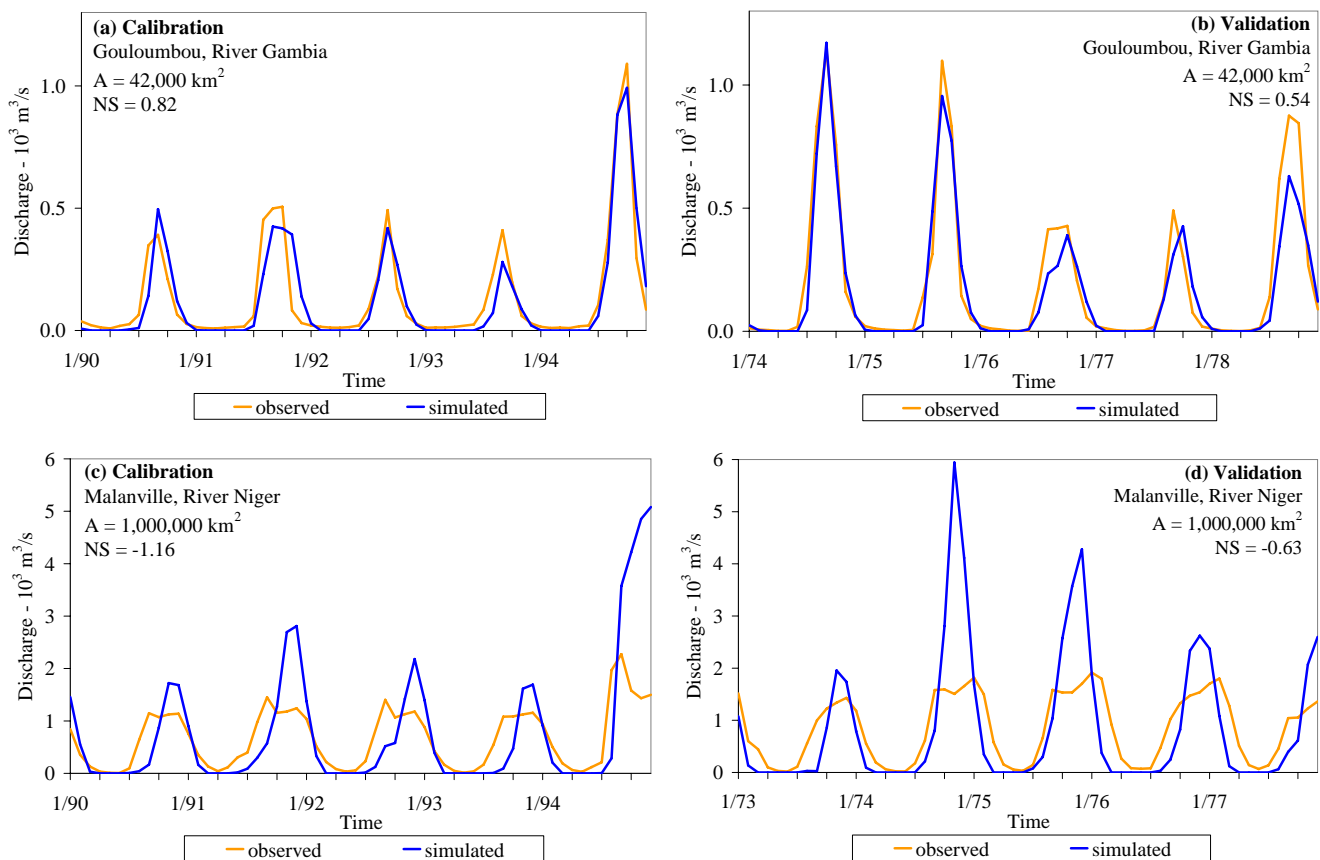 (a) Calibration
Gouloumbou, River Gambia
A = 42,000 km²
NS = 0.82
Discharge - 10³ m³/s
1.0
0.5
0.0
1/90 1/91 1/92 1/93 1/94
Time
observed simulated
(b) Validation
Gouloumbou, River Gambia
A = 42,000 km²
NS = 0.54
Discharge - 10³ m³/s
1.0
0.5
0.0
1/74 1/75 1/76 1/77 1/78
Time
observed simulated
(c) Calibration
Malanville, River Niger
A = 1,000,000 km²
NS = -1.16
Discharge - 10³ m³/s
6
5
4
3
2
1
0
1/90 1/91 1/92 1/93 1/94
Time
observed simulated
(d) Validation
Malanville, River Niger
A = 1,000,000 km²
NS = -0.63
Discharge - 10³ m³/s
6
5
4
3
2
1
0
1/73 1/74 1/75 1/76 1/77
Time
observed simulated